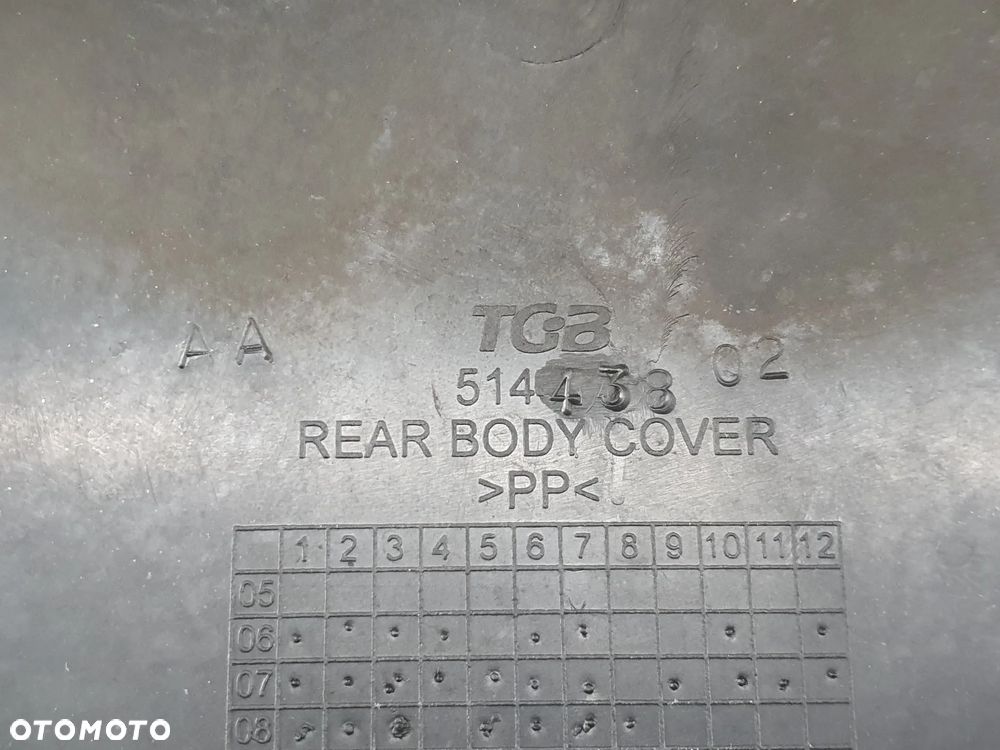 TGB
AA 514438 02
REAR BODY COVER
>PP<
1 2 3 4 5 6 7 8 9 10 11 12
05
06
07
08
OTOMOTO